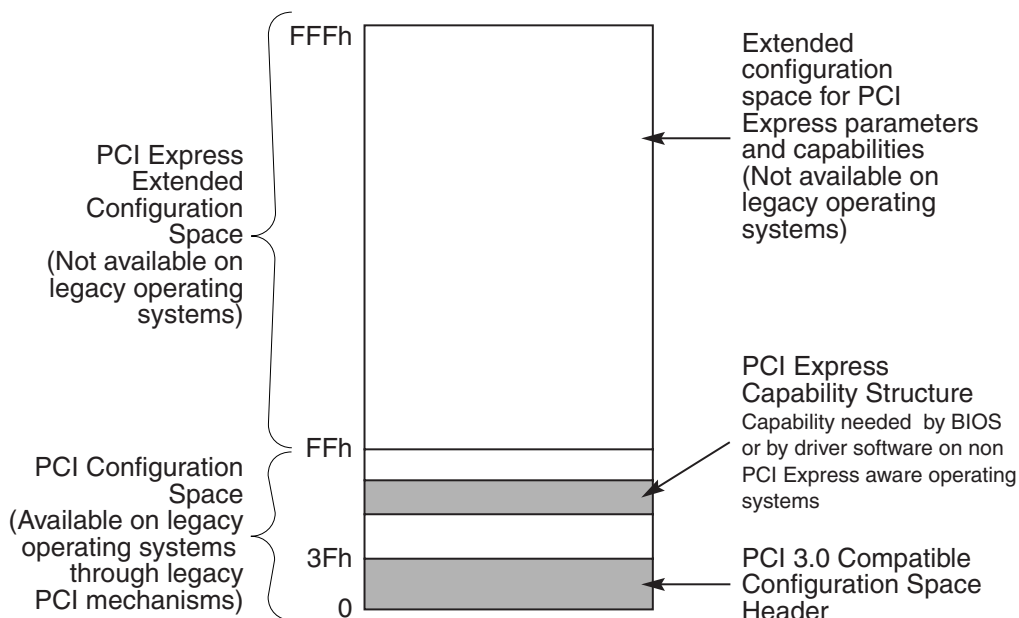 FFFh
PCI Express
Extended
Configuration
Space
(Not available on
legacy operating
systems)
Extended
configuration
space for PCI
Express parameters
and capabilities
(Not available on
legacy operating
systems)
FFh
PCI Configuration
Space
(Available on legacy
operating systems
through legacy
PCI mechanisms)
3Fh
0
PCI Express
Capability Structure
Capability needed by BIOS
or by driver software on non
PCI Express aware operating
systems
PCI 3.0 Compatible
Configuration Space
Header